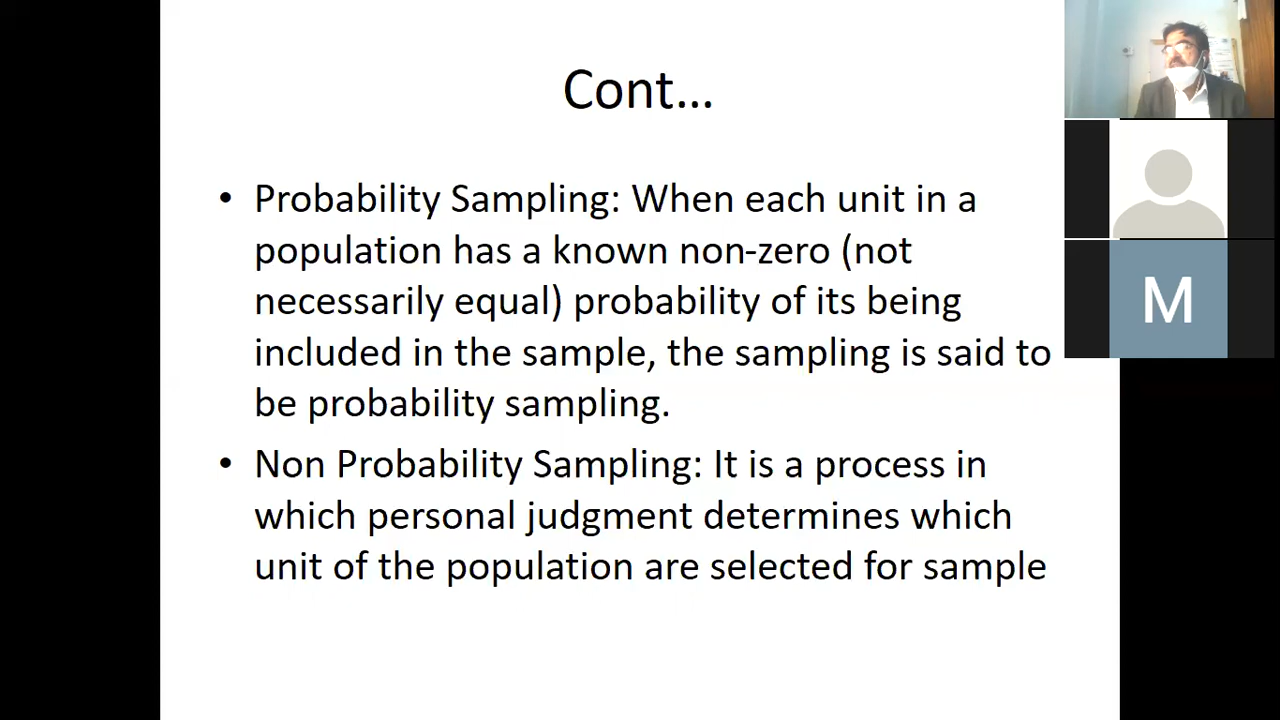 Cont...
• Probability Sampling: When each unit in a
population has a known non-zero (not
necessarily equal) probability of its being
included in the sample, the sampling is said to
be probability sampling.
• Non Probability Sampling: It is a process in
which personal judgment determines which
unit of the population are selected for sample
M